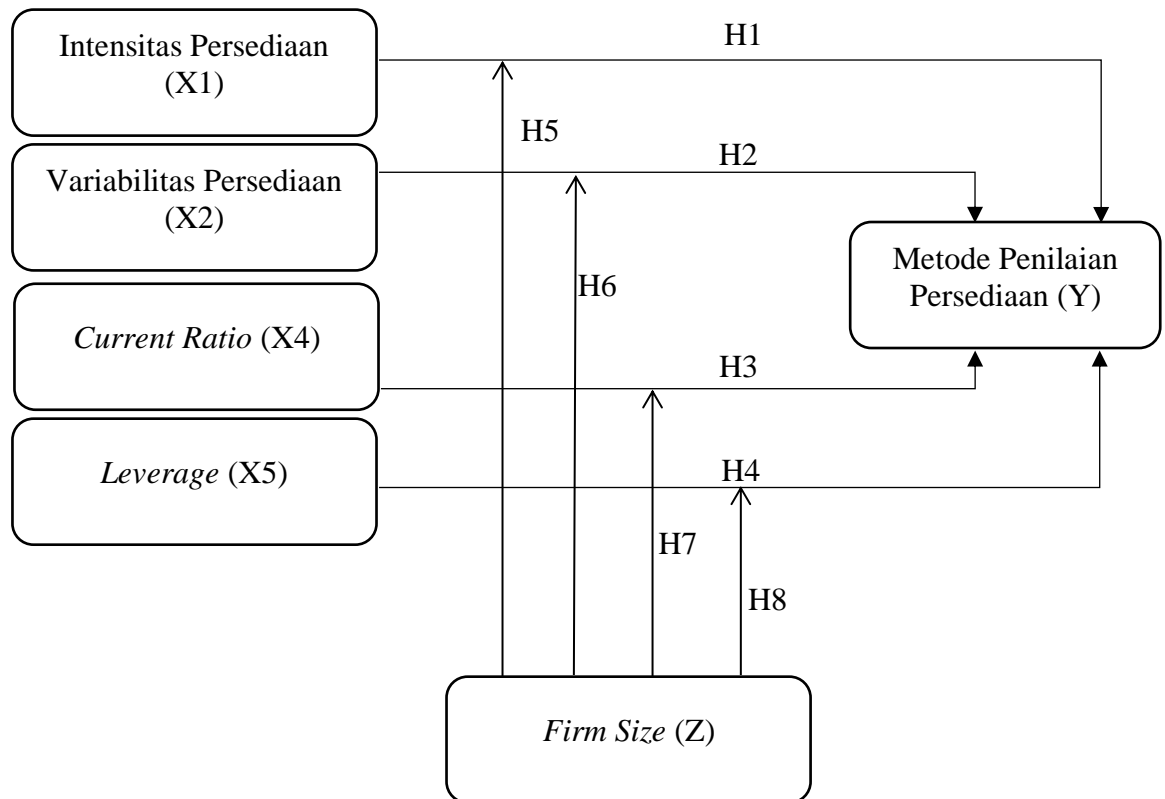 Intensitas Persediaan
(X1)
H1
H5
Variabilitas Persediaan
(X2)
H2
Metode Penilaian
Persediaan (Y)
H6
Current Ratio (X4)
H3
Leverage (X5)
H4
H7
H8
Firm Size (Z)